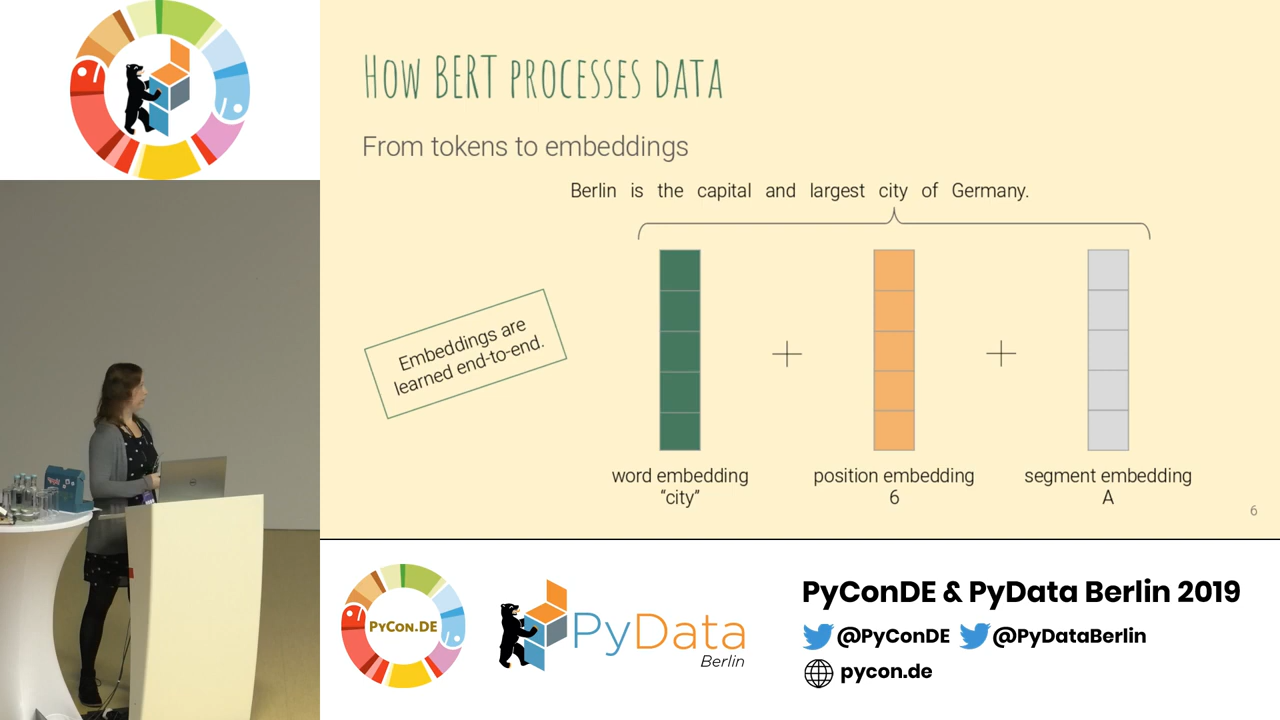 How BERT processes data
From tokens to embeddings
Berlin is the capital and largest city of Germany.
Embeddings are
learned end-to-end.
word embedding
“city”
position embedding
6
segment embedding
A
6
PyCon.DE
PyData
Berlin
PyConDE & PyData Berlin 2019
@PyConDE @PyDataBerlin
pycon.de